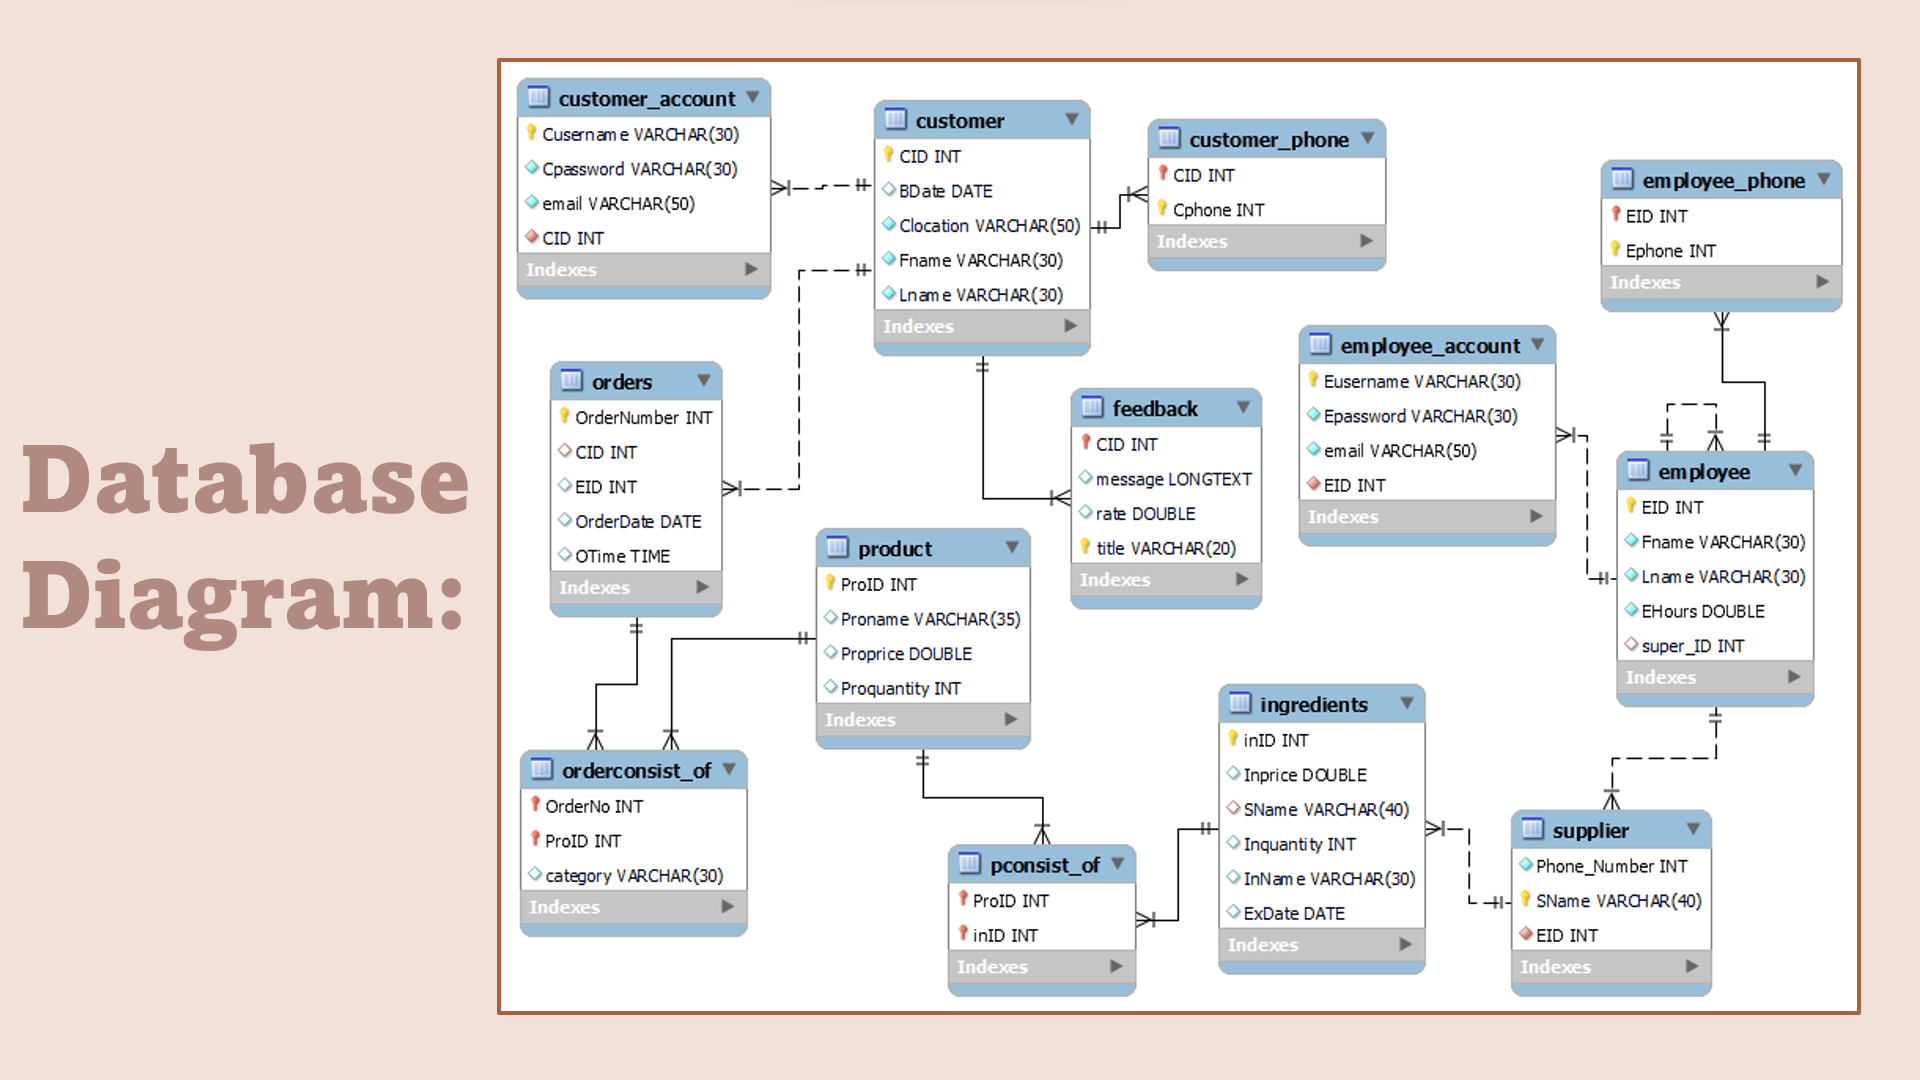 Database
Diagram:
customer_account
Cusername VARCHAR(30)
Cpassword VARCHAR(30)
email VARCHAR(50)
CID INT
Indexes
customer
CID INT
BDate DATE
Clocation VARCHAR(50)
Fname VARCHAR(30)
Lname VARCHAR(30)
Indexes
customer_phone
CID INT
Cphone INT
Indexes
employee_phone
EID INT
Ephone INT
Indexes
orders
OrderNumber INT
CID INT
EID INT
OrderDate DATE
OTime TIME
Indexes
feedback
CID INT
message LONGTEXT
rate DOUBLE
title VARCHAR(20)
Indexes
employee_account
Eusername VARCHAR(30)
Epassword VARCHAR(30)
email VARCHAR(50)
EID INT
Indexes
employee
EID INT
Fname VARCHAR(30)
Lname VARCHAR(30)
EHours DOUBLE
super_ID INT
Indexes
product
ProID INT
Proname VARCHAR(35)
Proprice DOUBLE
Proquantity INT
Indexes
orderconsist_of
OrderNo INT
ProID INT
category VARCHAR(30)
Indexes
pconsist_of
ProID INT
inID INT
Indexes
ingredients
inID INT
Inprice DOUBLE
SName VARCHAR(40)
Inquantity INT
InName VARCHAR(30)
ExDate DATE
Indexes
supplier
Phone_Number INT
SName VARCHAR(40)
EID INT
Indexes